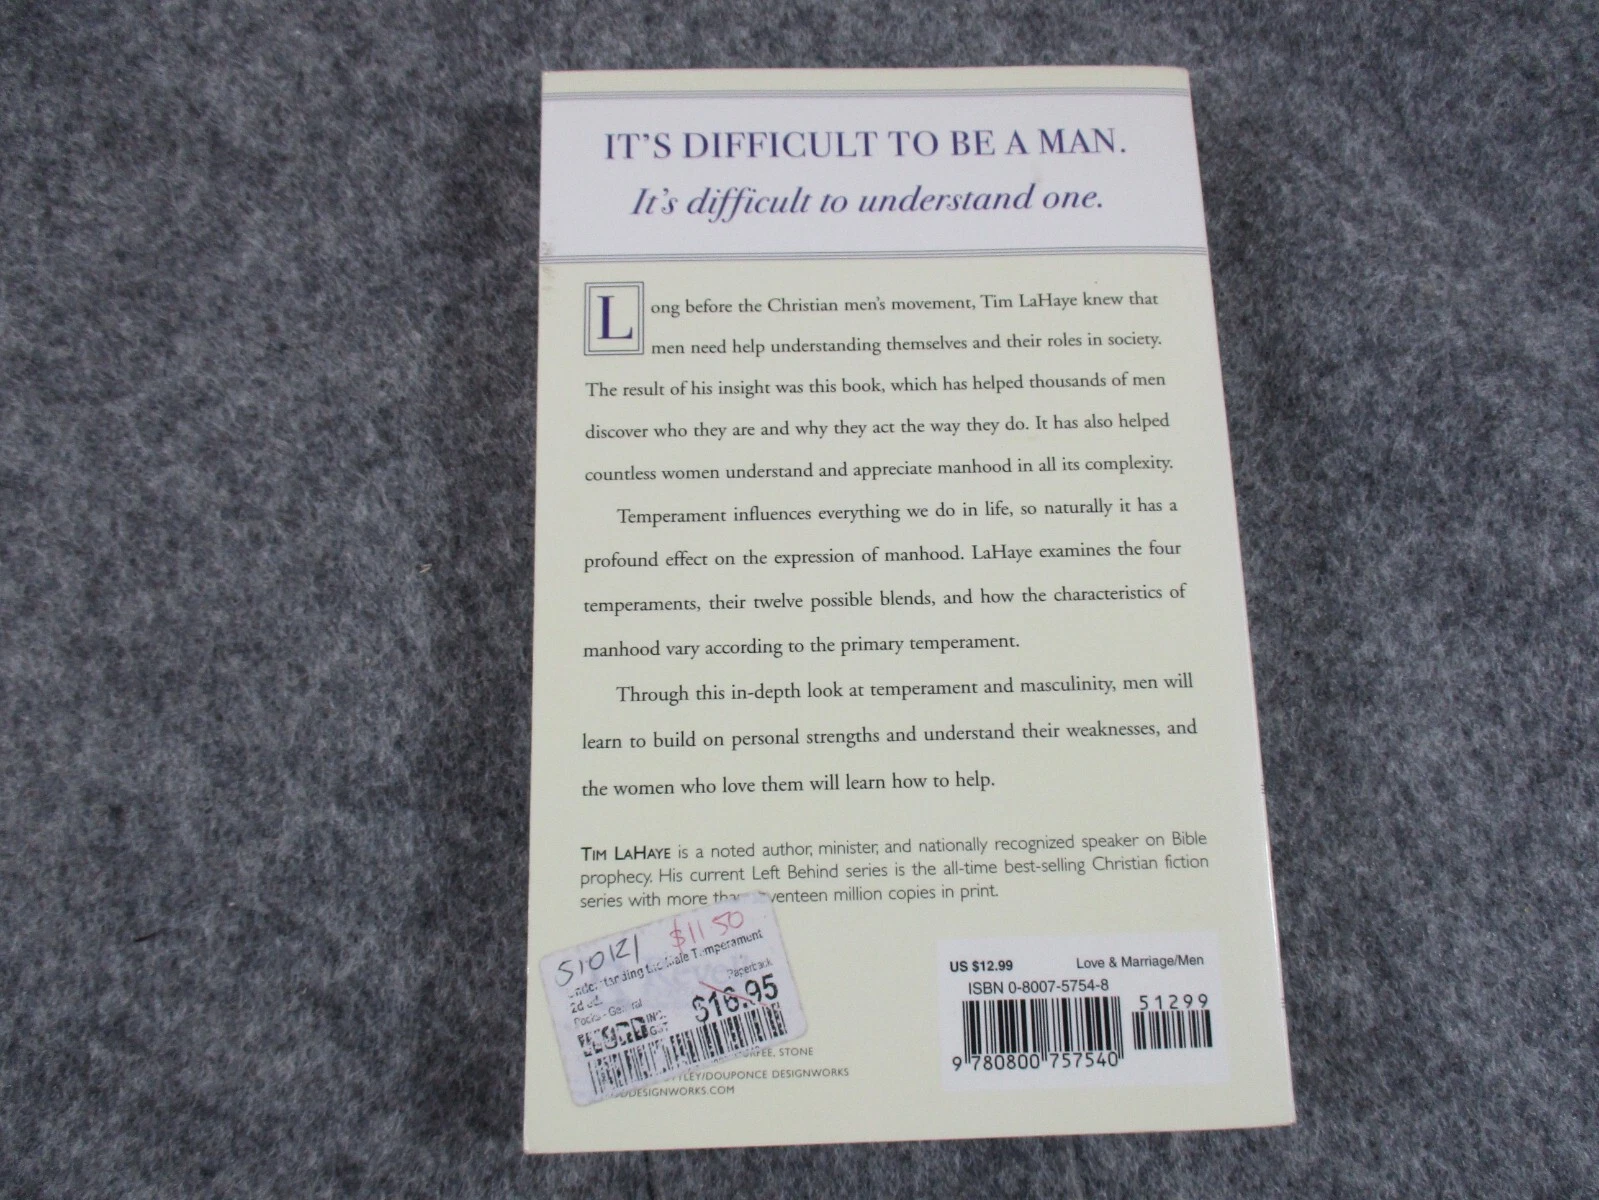 IT'S DIFFICULT TO BE A MAN.
It's difficult to understand one.
Long before the Christian men's movement, Tim LaHaye knew that
men need help understanding themselves and their roles in society.
The result of his insight was this book, which has helped thousands of men
discover who they are and why they act the way they do. It has also helped
countless women understand and appreciate manhood in all its complexity.
Temperament influences everything we do in life, so naturally it has a
profound effect on the expression of manhood. LaHaye examines the four
temperaments, their twelve possible blends, and how the characteristics of
manhood vary according to the primary temperament.
Through this in-depth look at temperament and masculinity, men will
learn to build on personal strengths and understand their weaknesses, and
the women who love them will learn how to help.
TIM LAHAYE is a noted author, minister, and nationally recognized speaker on Bible
prophecy. His current Left Behind series is the all-time best-selling Christian fiction
series with more venteen million copies in print.
$11.50
Temperament
2d ed.
Paperback
$16.95
STONE
/DOUPONCE DESIGNWORKS
DESIGNWORKS.COM
US $12.99 Love & Marriage/Men
ISBN 0-8007-5754-8
51299
9 780800 757540